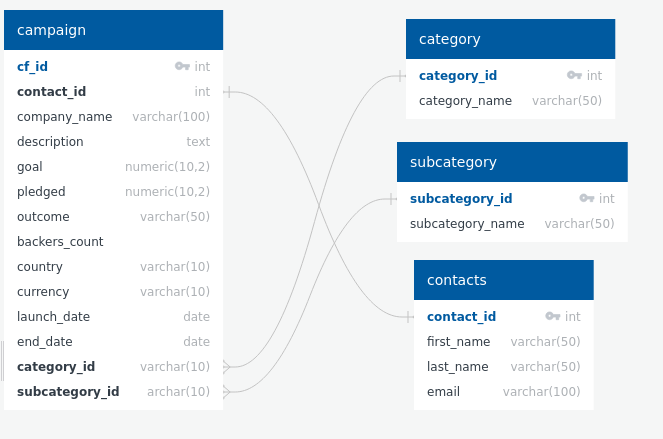 campaign
cf_id int
contact_id int
company_name varchar(100)
description text
goal numeric(10,2)
pledged numeric(10,2)
outcome varchar(50)
backers_count
country varchar(10)
currency varchar(10)
launch_date date
end_date date
category_id varchar(10)
subcategory_id archar(10)
category
category_id int
category_name varchar(50)
subcategory
subcategory_id int
subcategory_name varchar(50)
contacts
contact_id int
first_name varchar(50)
last_name varchar(50)
email varchar(100)